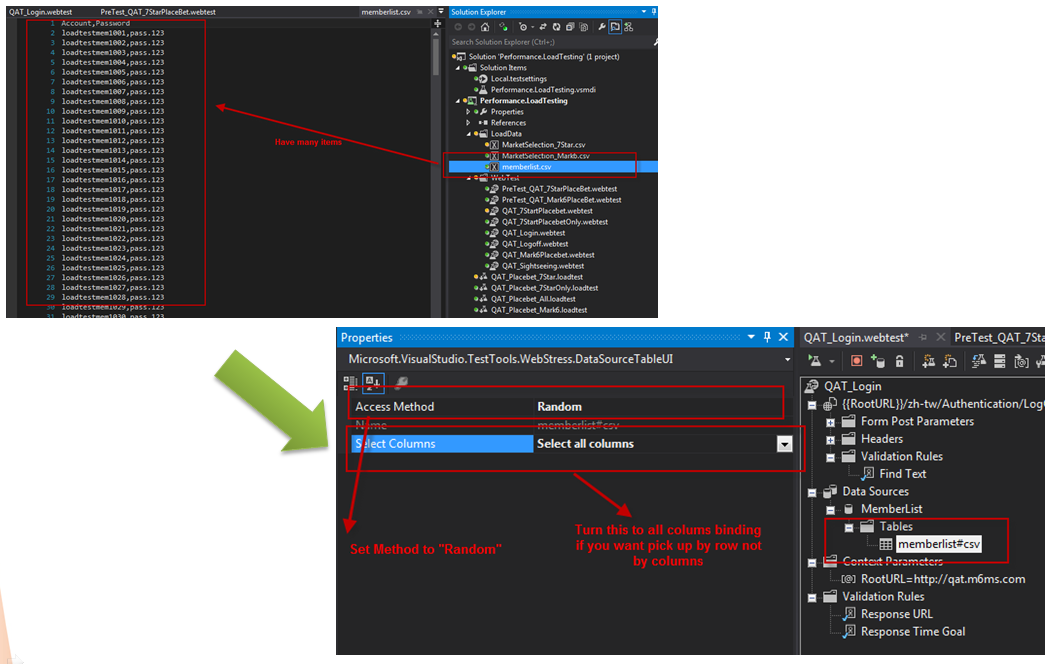 QAT_Login.webtest PreTest_QAT_7StarPlaceBet.webtest memberlist.csv
1 Account,Password
2 loadtestmem1001,pass.123
3 loadtestmem1002,pass.123
4 loadtestmem1003,pass.123
5 loadtestmem1004,pass.123
6 loadtestmem1005,pass.123
7 loadtestmem1006,pass.123
8 loadtestmem1007,pass.123
9 loadtestmem1008,pass.123
10 loadtestmem1009,pass.123
11 loadtestmem1010,pass.123
12 loadtestmem1011,pass.123
13 loadtestmem1012,pass.123
14 loadtestmem1013,pass.123
15 loadtestmem1014,pass.123
16 loadtestmem1015,pass.123
17 loadtestmem1016,pass.123
18 loadtestmem1017,pass.123
19 loadtestmem1018,pass.123
20 loadtestmem1019,pass.123
21 loadtestmem1020,pass.123
22 loadtestmem1021,pass.123
23 loadtestmem1022,pass.123
24 loadtestmem1023,pass.123
25 loadtestmem1024,pass.123
26 loadtestmem1025,pass.123
27 loadtestmem1026,pass.123
28 loadtestmem1027,pass.123
29 loadtestmem1028,pass.123
30 loadtestmem1029,pass.123
31 loadtestmem1030,pass.123
Have many items
Solution Explorer
Search Solution Explorer (Ctrl+;)
Solution 'Performance.LoadTesting' (1 project)
Solution Items
Local.testsettings
Performance.LoadTesting.vsmdi
Performance.LoadTesting
Properties
References
LoadData
MarketSelection_7Star.csv
MarketSelection_Mark6.csv
memberlist.csv
WebTest
PreTest_QAT_7StarPlaceBet.webtest
PreTest_QAT_Mark6PlaceBet.webtest
QAT_7StartPlacebet.webtest
QAT_7StartPlacebetOnly.webtest
QAT_Login.webtest
QAT_Logoff.webtest
QAT_Mark6Placebet.webtest
QAT_Sightseeing.webtest
QAT_Placebet_7Star.loadtest
QAT_Placebet_7StarOnly.loadtest
QAT_Placebet_All.loadtest
QAT_Placebet_Mark6.loadtest
Properties
Microsoft.VisualStudio.TestTools.WebStress.DataSourceTableUI
Access Method Random
Name memberlist#csv
Select Columns Select all columns
Set Method to "Random"
Turn this to all colums binding
if you want pick up by row not
by columns
QAT_Login.webtest* PreTest_QAT_7Sta
QAT_Login
{{RootURL}}/zh-tw/Authentication/LogO
Form Post Parameters
Headers
Validation Rules
Find Text
Data Sources
MemberList
Tables
memberlist#csv
Context Parameters
RootURL=http://qat.m6ms.com
Validation Rules
Response URL
Response Time Goal